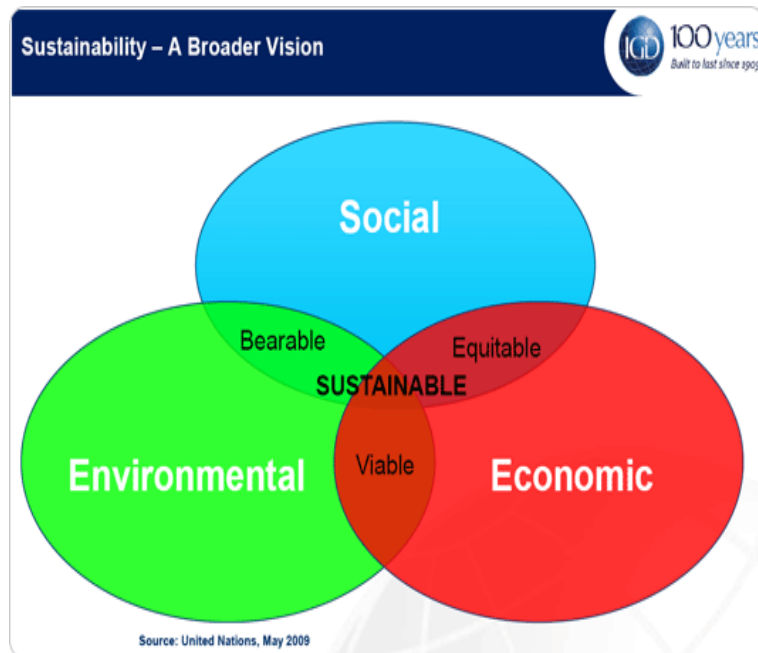 Sustainability – A Broader Vision
IGD
100 years
Built to last since 1909
Social
Bearable
Equitable
SUSTAINABLE
Environmental
Viable
Economic
Source: United Nations, May 2009